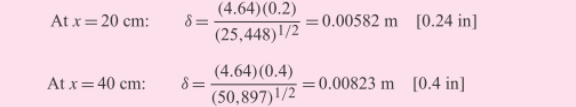 At x = 20 cm: δ = (4.64)(0.2) / (25,448)^1/2 = 0.00582 m [0.24 in]
At x = 40 cm: δ = (4.64)(0.4) / (50,897)^1/2 = 0.00823 m [0.4 in]